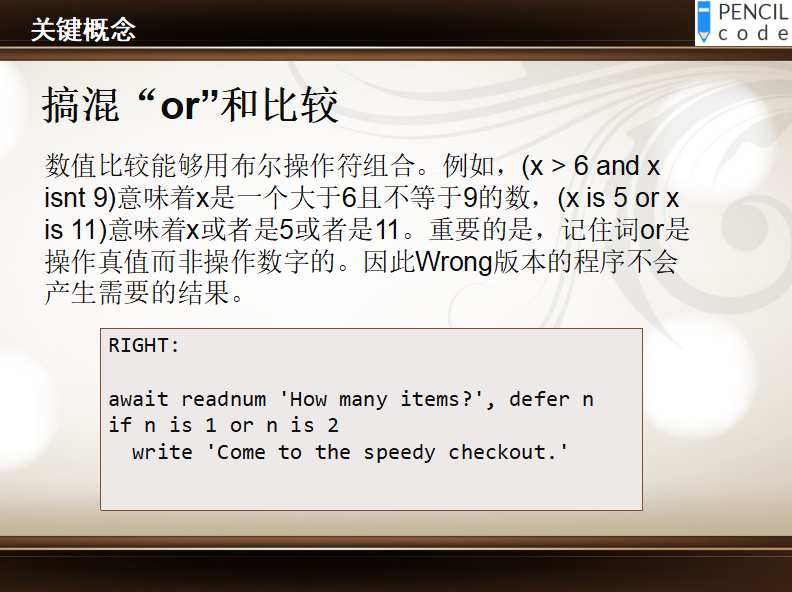 关键概念
PENCIL
code
搞混“or”和比较
数值比较能够用布尔操作符组合。例如，(x > 6 and x
isnt 9)意味着x是一个大于6且不等于9的数，(x is 5 or x
is 11)意味着x或者是5或者是11。重要的是，记住词or是
操作真值而非操作数字的。因此Wrong版本的程序不会
产生需要的结果。
RIGHT:
await readnum 'How many items?', defer n
if n is 1 or n is 2
  write 'Come to the speedy checkout.'